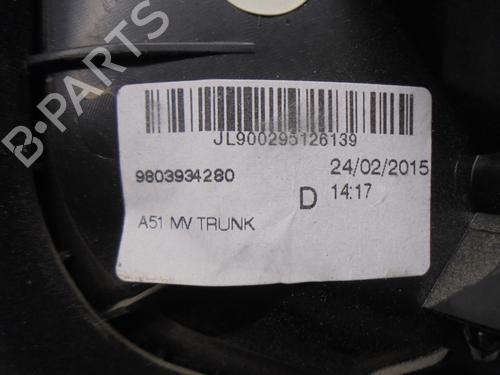 B-PARTS
JL900295126139
9803934280
24/02/2015
D
14:17
A51 MV TRUNK